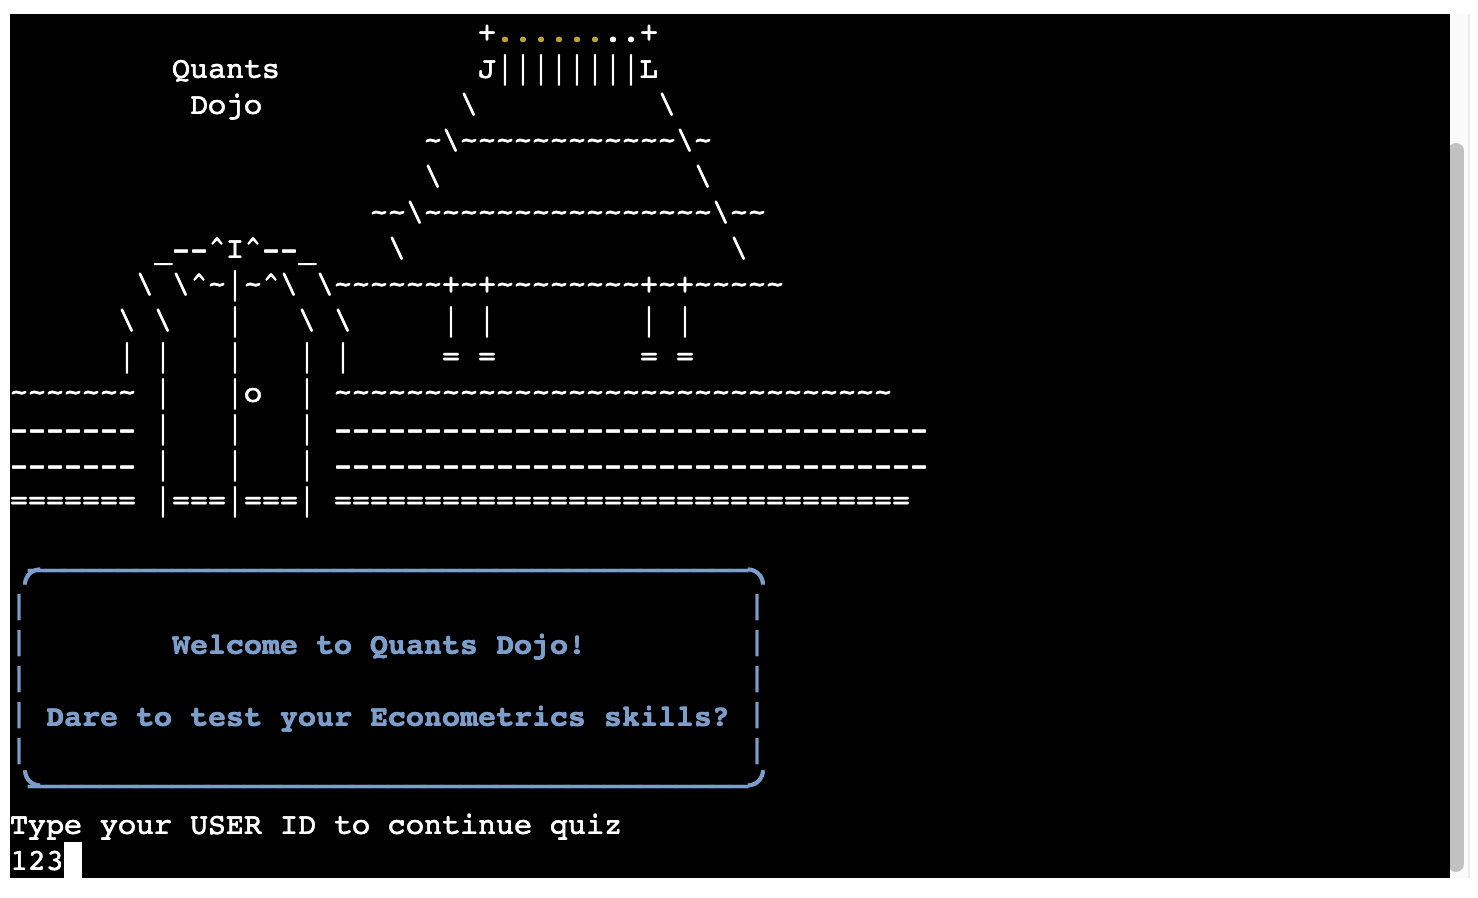 Quants
Dojo
Welcome to Quants Dojo!
Dare to test your Econometrics skills?
Type your USER ID to continue quiz
123